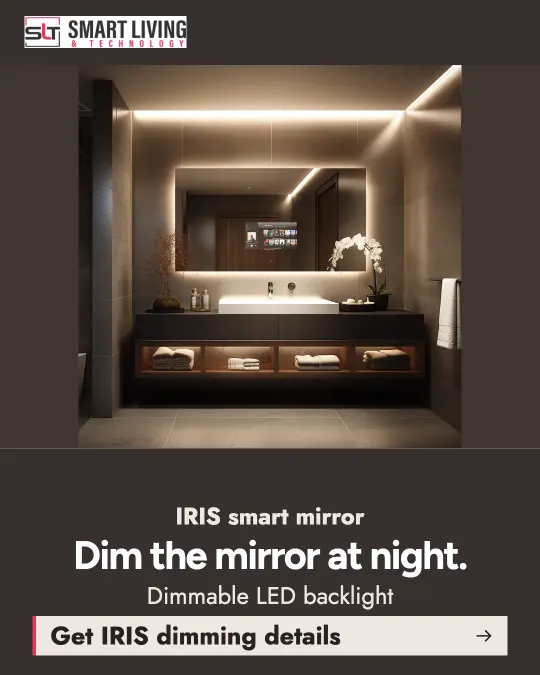 SLT SMART LIVING
& TECHNOLOGY
IRIS smart mirror
Dim the mirror at night.
Dimmable LED backlight
Get IRIS dimming details →